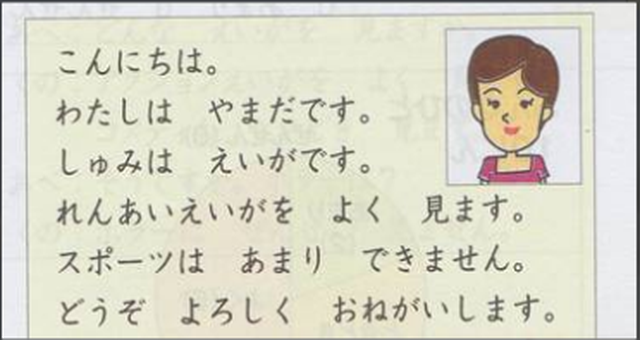 こんにちは。
わたしは　やまだです。
しゅみは　えいがです。
れんあいえいがを　よく　見ます。
スポーツは　あまり　できません。
どうぞ　よろしく　おねがいします。